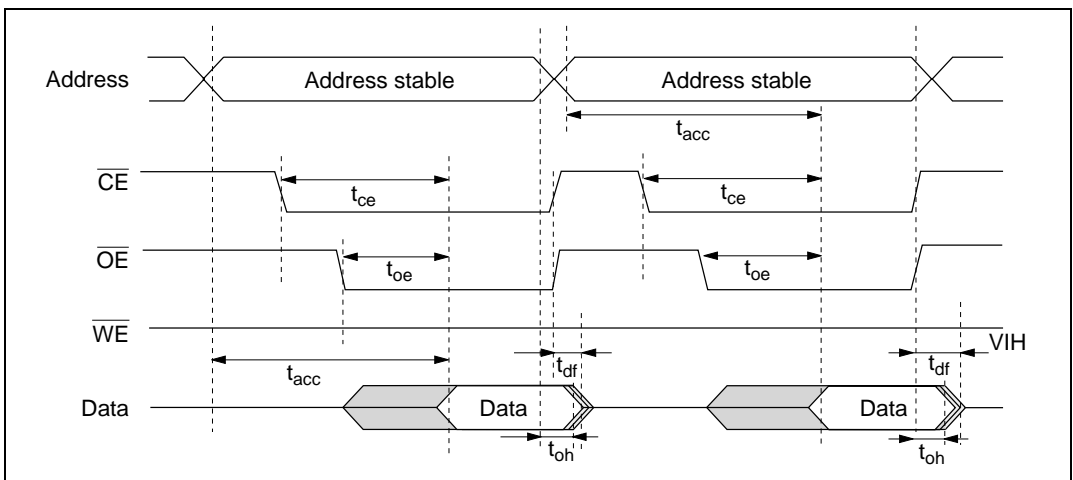 Address
Address stable
Address stable
tacc
CE
tce
tce
OE
toe
toe
WE
VIH
tacc
tdf
tdf
Data
Data
Data
toh
toh